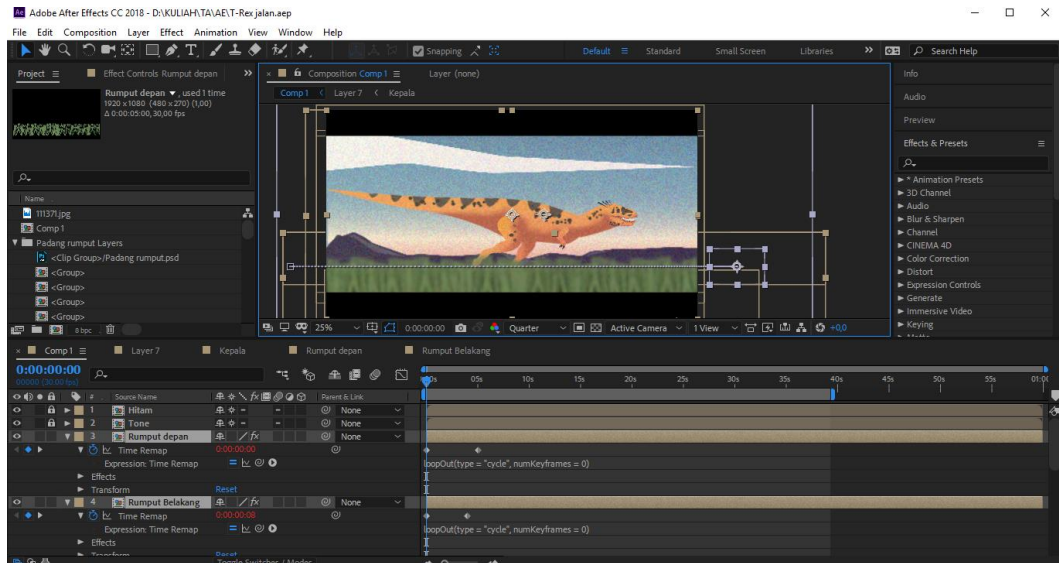 Adobe After Effects CC 2018 - D:\KULIAH\TA\AE\T-Rex jalan.aep
File Edit Composition Layer Effect Animation View Window Help
Snapping Default Standard Small Screen Libraries Search Help
Project Effect Controls Rumput depan Composition Comp 1 Layer (none) Info
Comp 1 Layer 7 Kepala
Rumput depan , used 1 time
1920 x 1080 (480 x 270) (1,00)
Δ 0:00:05:00, 30,00 fps
Audio
Preview
Effects & Presets
* Animation Presets
3D Channel
Audio
Blur & Sharpen
Channel
CINEMA 4D
Color Correction
Distort
Expression Controls
Generate
Immersive Video
Keying
Name
111371.jpg
Comp 1
Padang rumput Layers
<Clip Group>/Padang rumput.psd
<Group>
<Group>
<Group>
<Group>
8 bpc
25% 0:00:00:00 Quarter Active Camera 1 View +0,0
Comp 1 Layer 7 Kepala Rumput depan Rumput Belakang
0:00:00:00
00000 (30.00 fps)
05s 10s 15s 20s 25s 30s 35s 40s 45s 50s 55s 01:00
# Source Name Parent & Link
1 Hitam None
2 Tone None
3 Rumput depan None
Time Remap 0:00:00:00
Expression: Time Remap loopOut(type = "cycle", numKeyframes = 0)
Effects
Transform Reset
4 Rumput Belakang None
Time Remap 0:00:00:08
Expression: Time Remap loopOut(type = "cycle", numKeyframes = 0)
Effects
Transform Reset
Toggle Switches / Modes